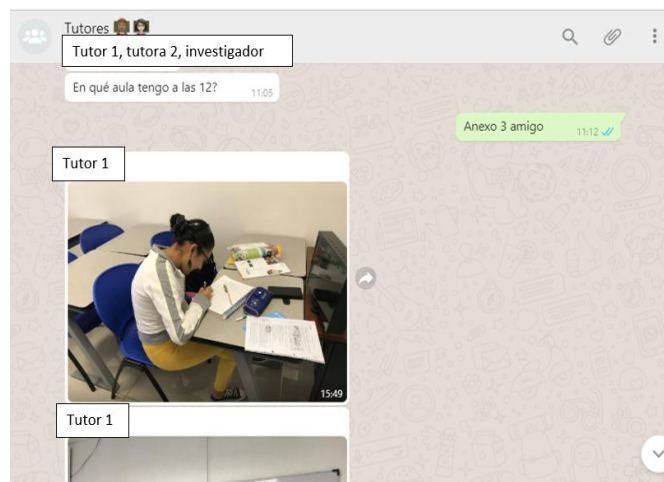 Tutores
Tutor 1, tutora 2, investigador
En qué aula tengo a las 12?
11:05
Anexo 3 amigo
11:12
Tutor 1
15:49
Tutor 1